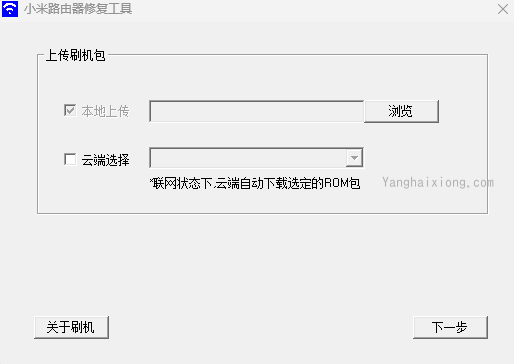 小米路由器修复工具
上传刷机包
本地上传
浏览
云端选择
*联网状态下,云端自动下载选定的ROM包
Yanghaixiong.com
关于刷机
下一步